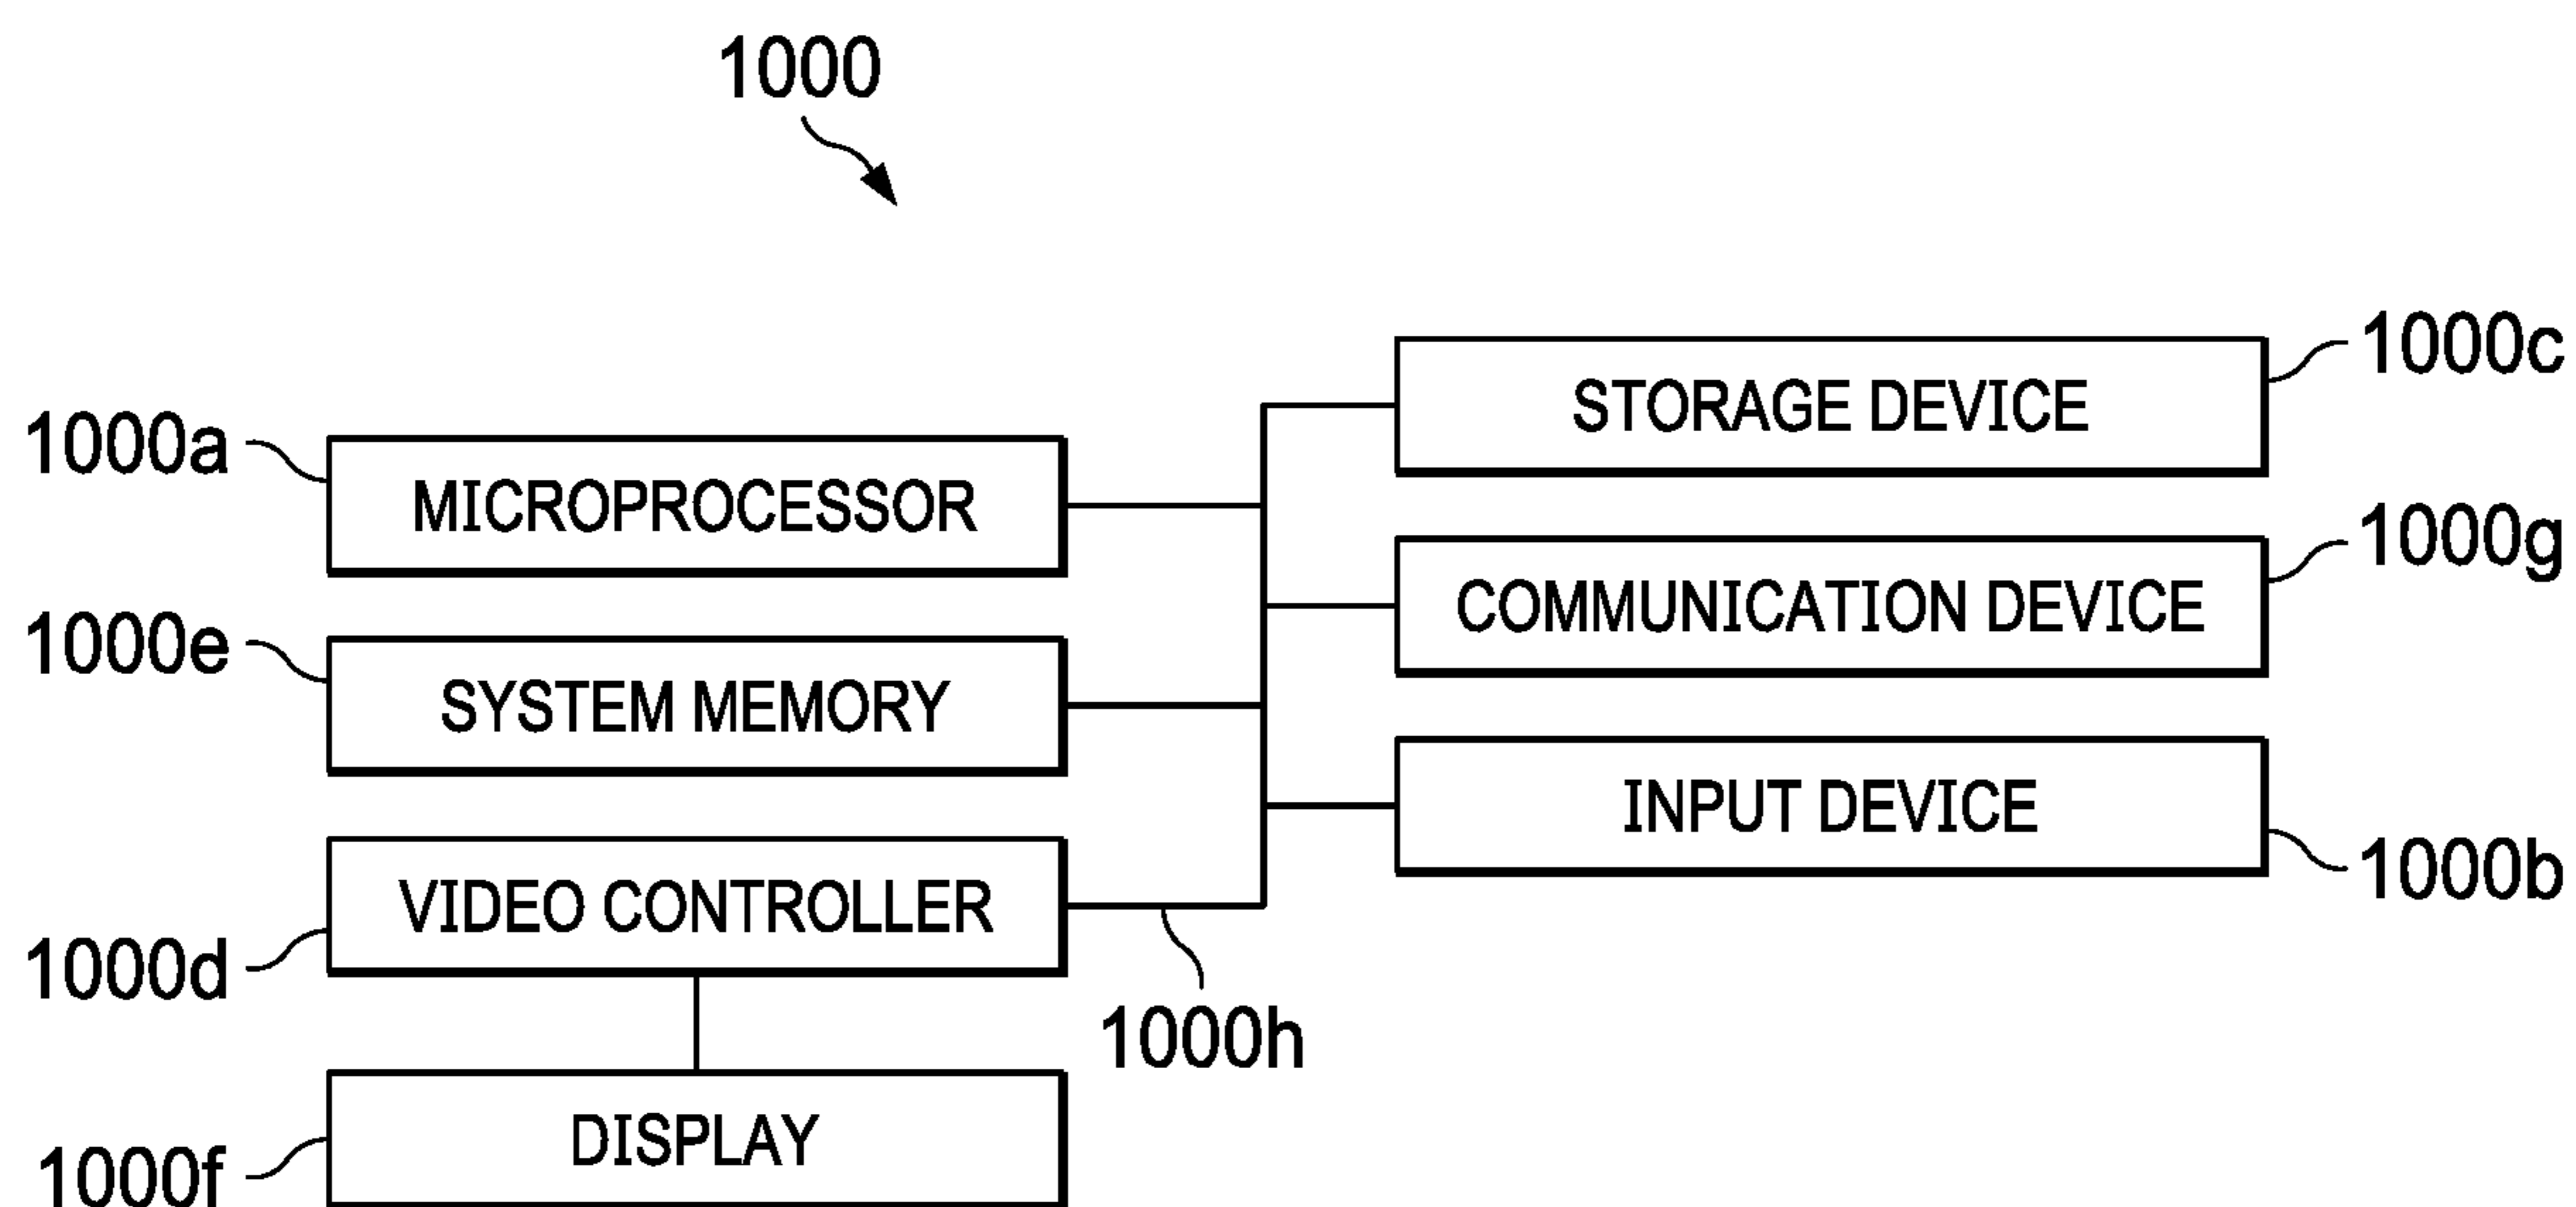 1000
1000c
STORAGE DEVICE
1000a
MICROPROCESSOR
1000g
COMMUNICATION DEVICE
1000e
SYSTEM MEMORY
INPUT DEVICE
1000b
VIDEO CONTROLLER
1000d
1000h
DISPLAY
1000f